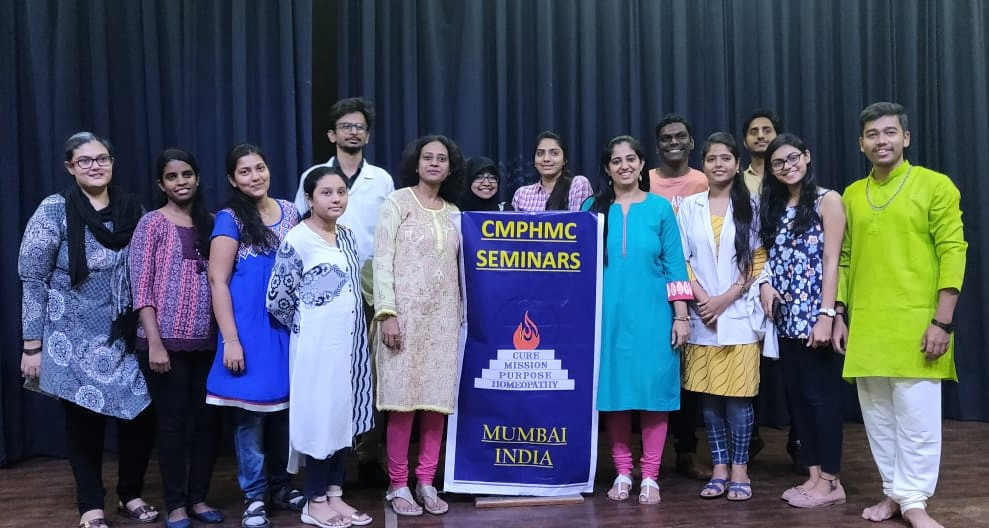 CMPHMC
SEMINARS
CURE
MISSION
PURPOSE
HOMEOPATHY
MUMBAI
INDIA